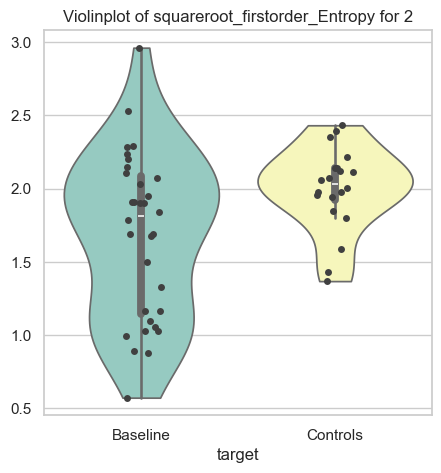 Violinplot of squareroot_firstorder_Entropy for 2
3.0
2.5
2.0
1.5
1.0
0.5
Baseline
Controls
target